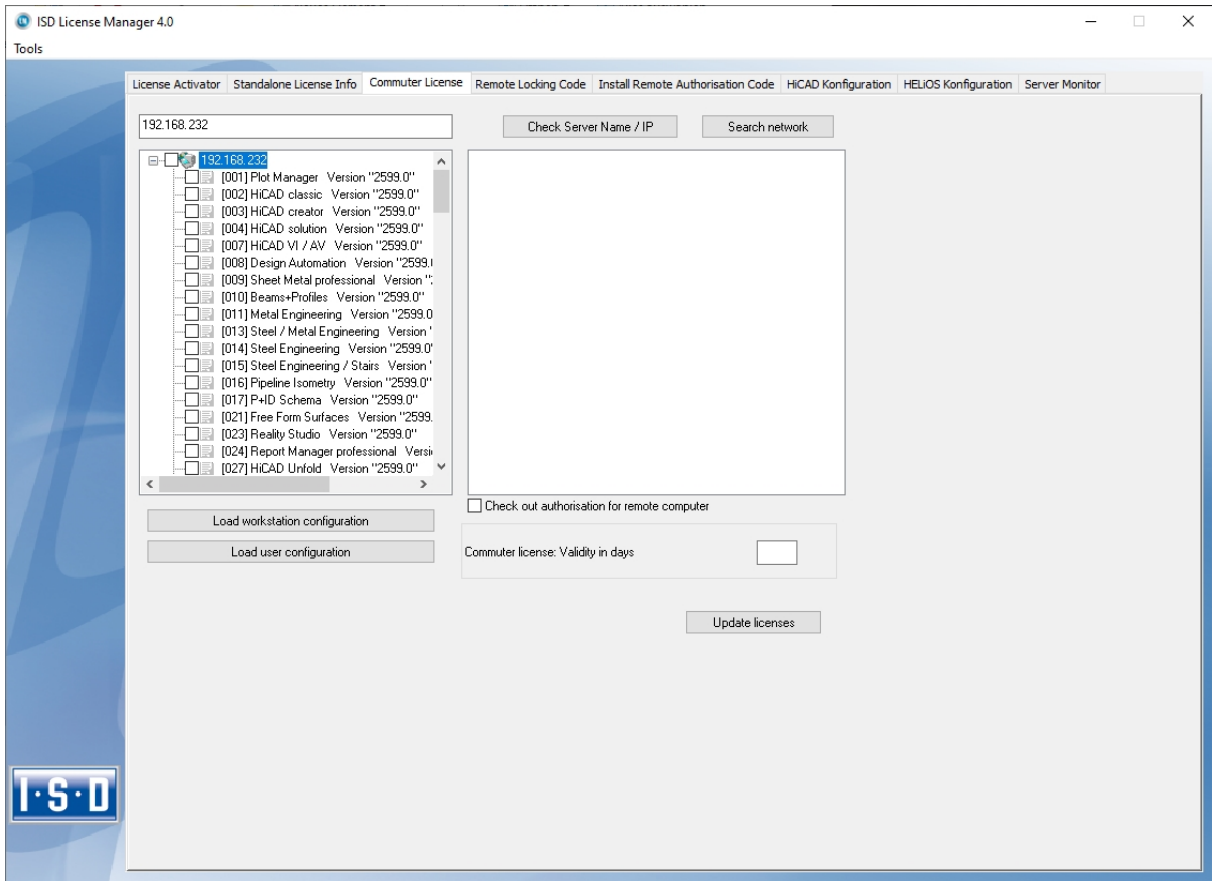 ISD License Manager 4.0
Tools
License Activator Standalone License Info Commuter License Remote Locking Code Install Remote Authorisation Code HiCAD Konfiguration HELiOS Konfiguration Server Monitor
192.168.232 Check Server Name / IP Search network
192.168.232
[001] Plot Manager Version "2599.0"
[002] HiCAD classic Version "2599.0"
[003] HiCAD creator Version "2599.0"
[004] HiCAD solution Version "2599.0"
[007] HiCAD VI / AV Version "2599.0"
[008] Design Automation Version "2599.
[009] Sheet Metal professional Version "
[010] Beams+Profiles Version "2599.0"
[011] Metal Engineering Version "2599.0
[013] Steel / Metal Engineering Version "
[014] Steel Engineering Version "2599.0"
[015] Steel Engineering / Stairs Version "
[016] Pipeline Isometry Version "2599.0"
[017] P+ID Schema Version "2599.0"
[021] Free Form Surfaces Version "2599.
[023] Reality Studio Version "2599.0"
[024] Report Manager professional Versi
[027] HiCAD Unfold Version "2599.0"
Check out authorisation for remote computer
Load workstation configuration
Load user configuration
Commuter license: Validity in days
Update licenses
I·S·D